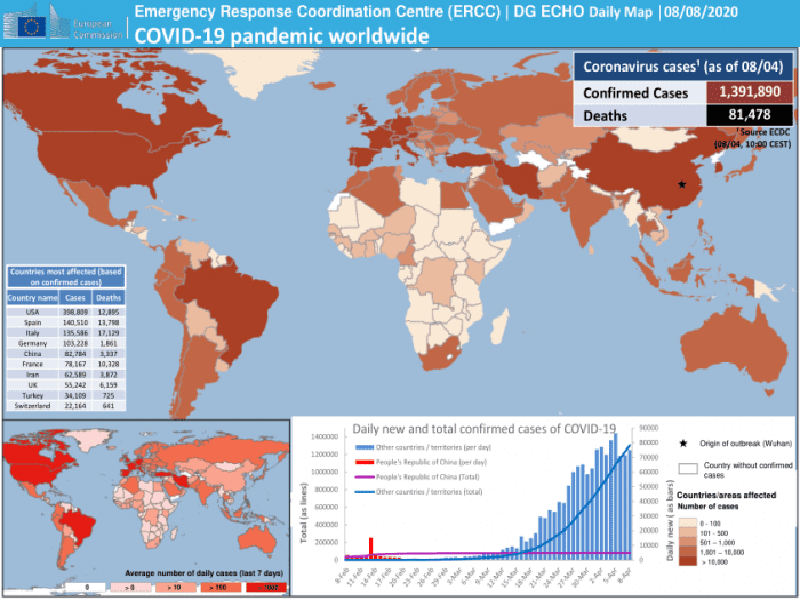 European
Commission
Emergency Response Coordination Centre (ERCC) | DG ECHO Daily Map |08/08/2020
COVID-19 pandemic worldwide
Coronavirus cases¹ (as of 08/04)
Confirmed Cases 1,391,890
Deaths 81,478
¹ Source ECDC
(08/04, 10:00 CEST)
Countries most affected (based
on confirmed cases)
Country name Cases Deaths
USA 398,809 12,895
Spain 140,510 13,798
Italy 135,586 17,129
Germany 103,228 1,861
China 82,784 3,337
France 78,167 10,328
Iran 62,589 3,872
UK 55,242 6,159
Turkey 34,109 725
Switzerland 22,164 641
Average number of daily cases (last 7 days)
0 > 0 > 10 > 100
Daily new and total confirmed cases of COVID-19
Other countries / territories (per day)
People's Republic of China (per day)
People's Republic of China (Total)
Other countries / territories (total)
Total (as lines)
1400000
1200000
1000000
800000
600000
400000
200000
0
90000
80000
70000
60000
50000
40000
30000
20000
10000
0
Daily new (as bars)
8-Feb 11-Feb 14-Feb 17-Feb 20-Feb 23-Feb 26-Feb 29-Feb 3-Mar 6-Mar 9-Mar 12-Mar 15-Mar 18-Mar 21-Mar 24-Mar 27-Mar 30-Mar 2-Apr 5-Apr 8-Apr
Origin of outbreak (Wuhan)
Country without confirmed
cases
Countries/areas affected
Number of cases
0 - 100
101 - 500
501 – 1,000
1,001 – 10,000
> 10,000